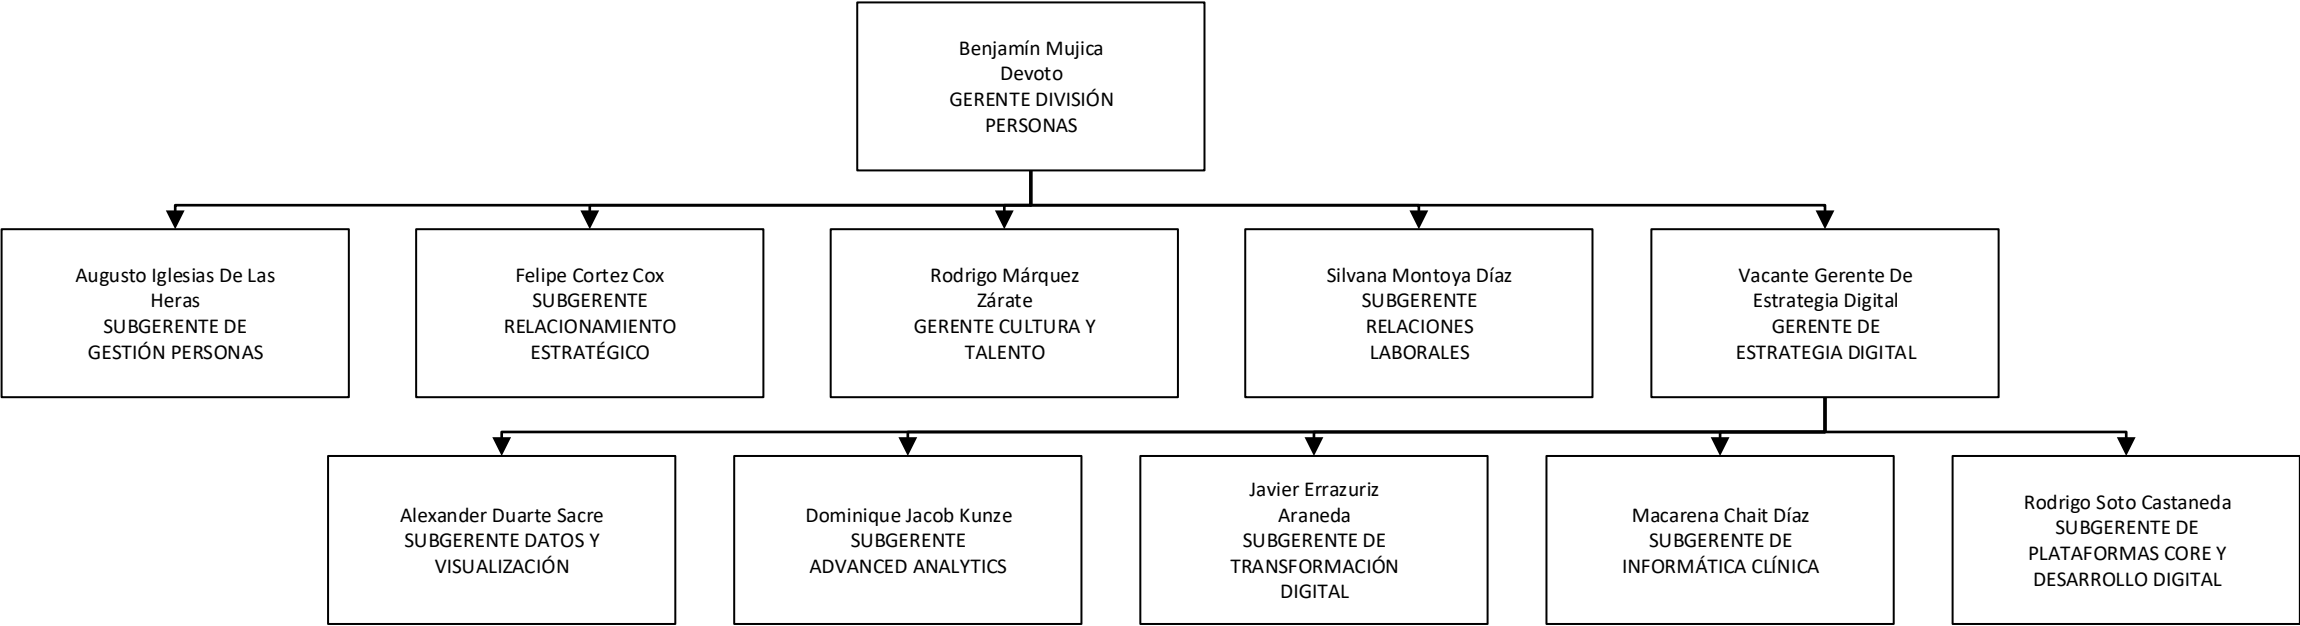 Benjamín Mujica
Devoto
GERENTE DIVISIÓN
PERSONAS
Augusto Iglesias De Las
Heras
SUBGERENTE DE
GESTIÓN PERSONAS
Felipe Cortez Cox
SUBGERENTE
RELACIONAMIENTO
ESTRATÉGICO
Rodrigo Márquez
Zárate
GERENTE CULTURA Y
TALENTO
Silvana Montoya Díaz
SUBGERENTE
RELACIONES
LABORALES
Vacante Gerente De
Estrategia Digital
GERENTE DE
ESTRATEGIA DIGITAL
Alexander Duarte Sacre
SUBGERENTE DATOS Y
VISUALIZACIÓN
Dominique Jacob Kunze
SUBGERENTE
ADVANCED ANALYTICS
Javier Errazuriz
Araneda
SUBGERENTE DE
TRANSFORMACIÓN
DIGITAL
Macarena Chait Díaz
SUBGERENTE DE
INFORMÁTICA CLÍNICA
Rodrigo Soto Castaneda
SUBGERENTE DE
PLATAFORMAS CORE Y
DESARROLLO DIGITAL